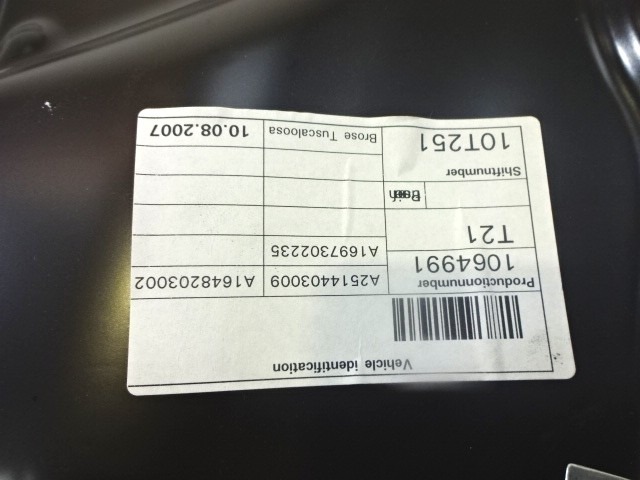 Vehicle identification
Productionnumber
1064991
T21
A2514403009
A1648203002
A1697302235
Shiftnumber
10T251
Brose Tuscaloosa
10.08.2007